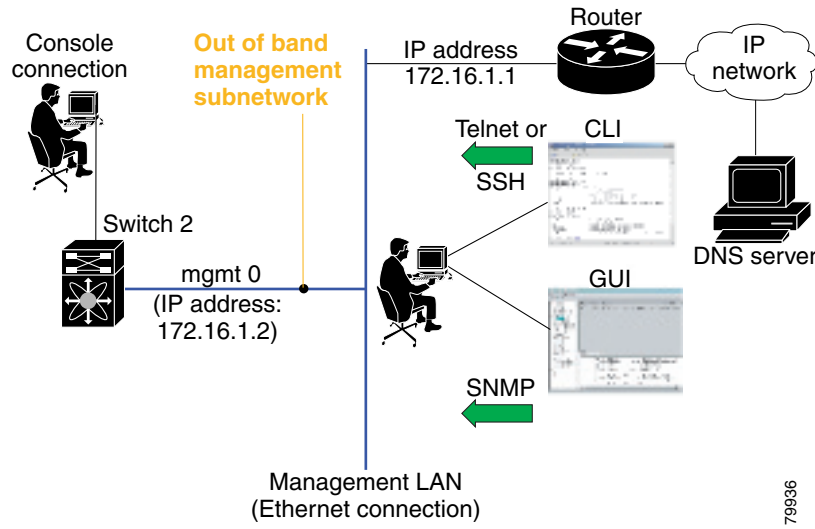 Console
connection
Out of band
management
subnetwork
Router
IP address
172.16.1.1
IP
network
Telnet or
SSH
CLI
Switch 2
mgmt 0
(IP address:
172.16.1.2)
DNS server
GUI
SNMP
Management LAN
(Ethernet connection)
79936